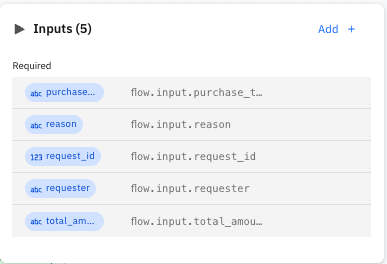 Inputs (5)
Add +
Required
abc purchase... flow.input.purchase_t…
abc reason flow.input.reason
123 request_id flow.input.request_id
abc requester flow.input.requester
abc total_am... flow.input.total_amou…